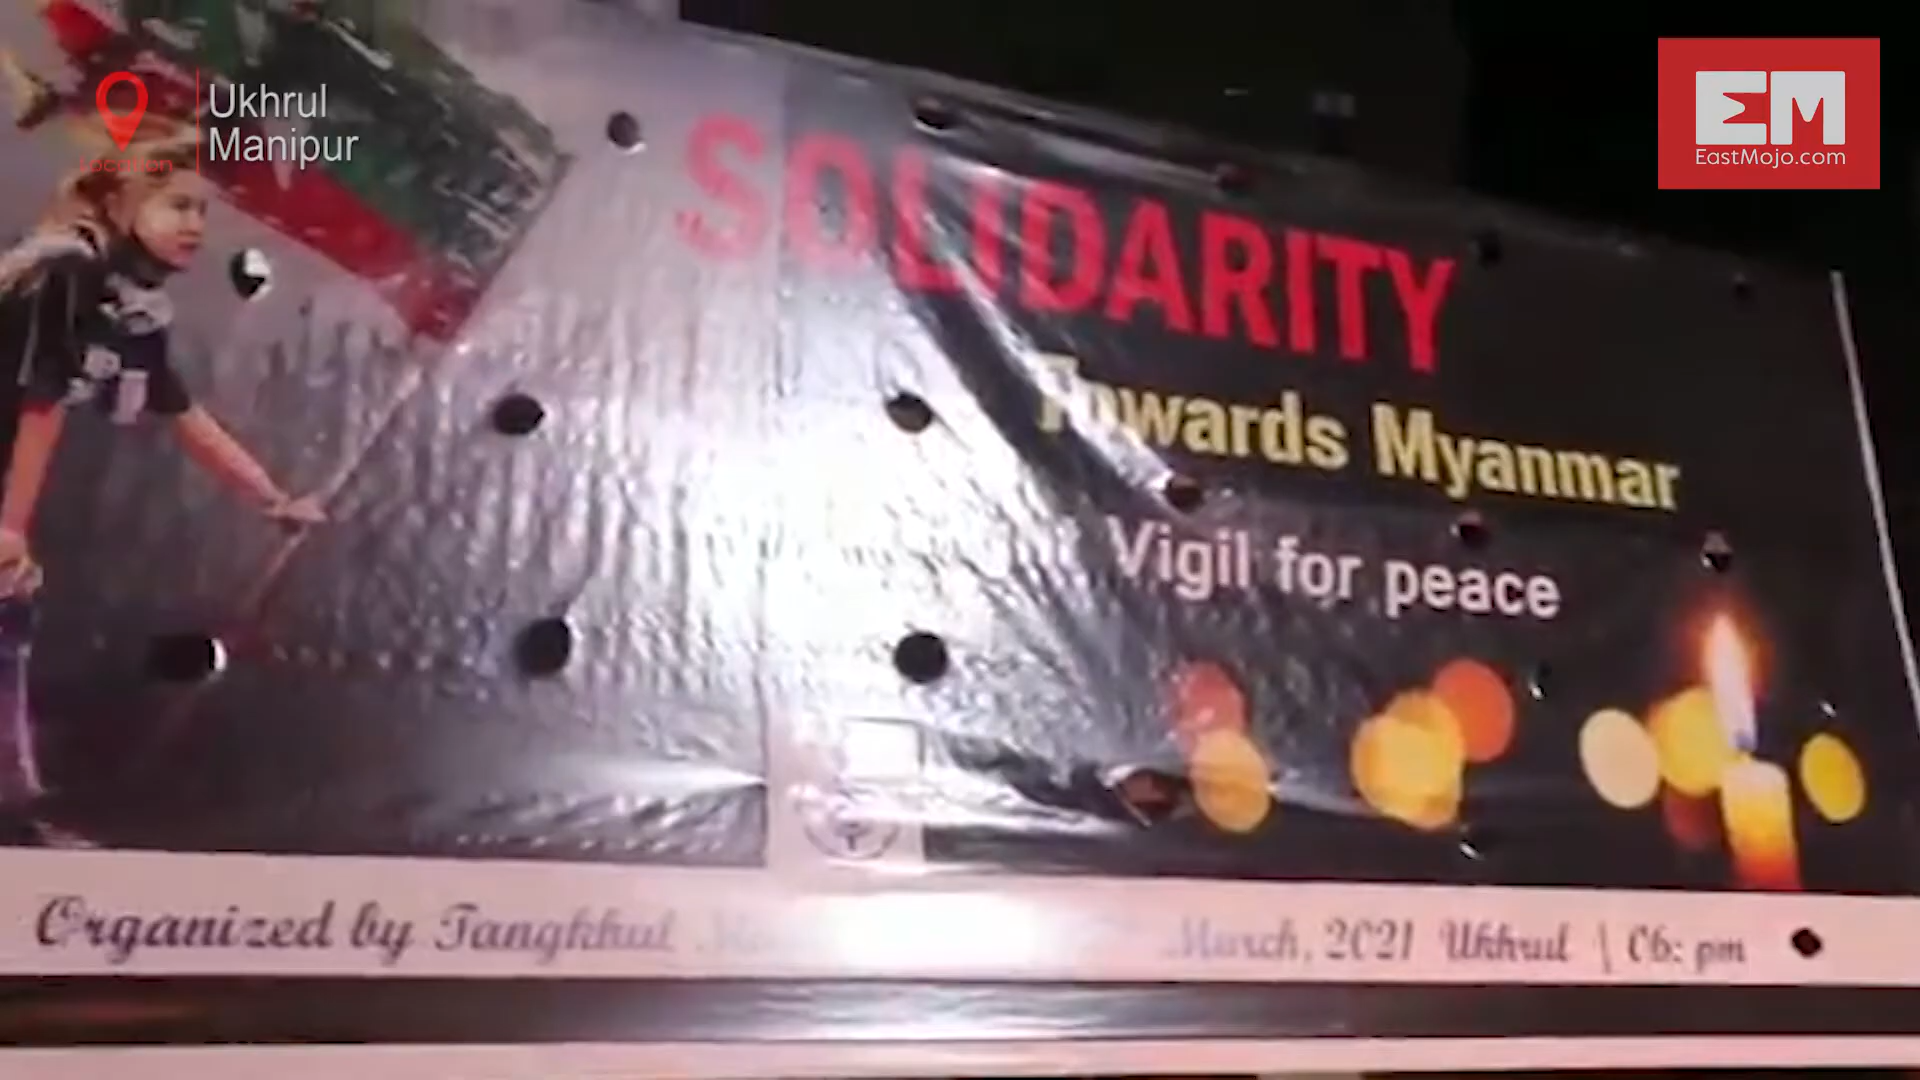 Location
Ukhrul
Manipur
EM
EastMojo.com
SOLIDARITY
Towards Myanmar
Vigil for peace
Organized by Tangkhul
March, 2021 Ukhrul | 06: pm